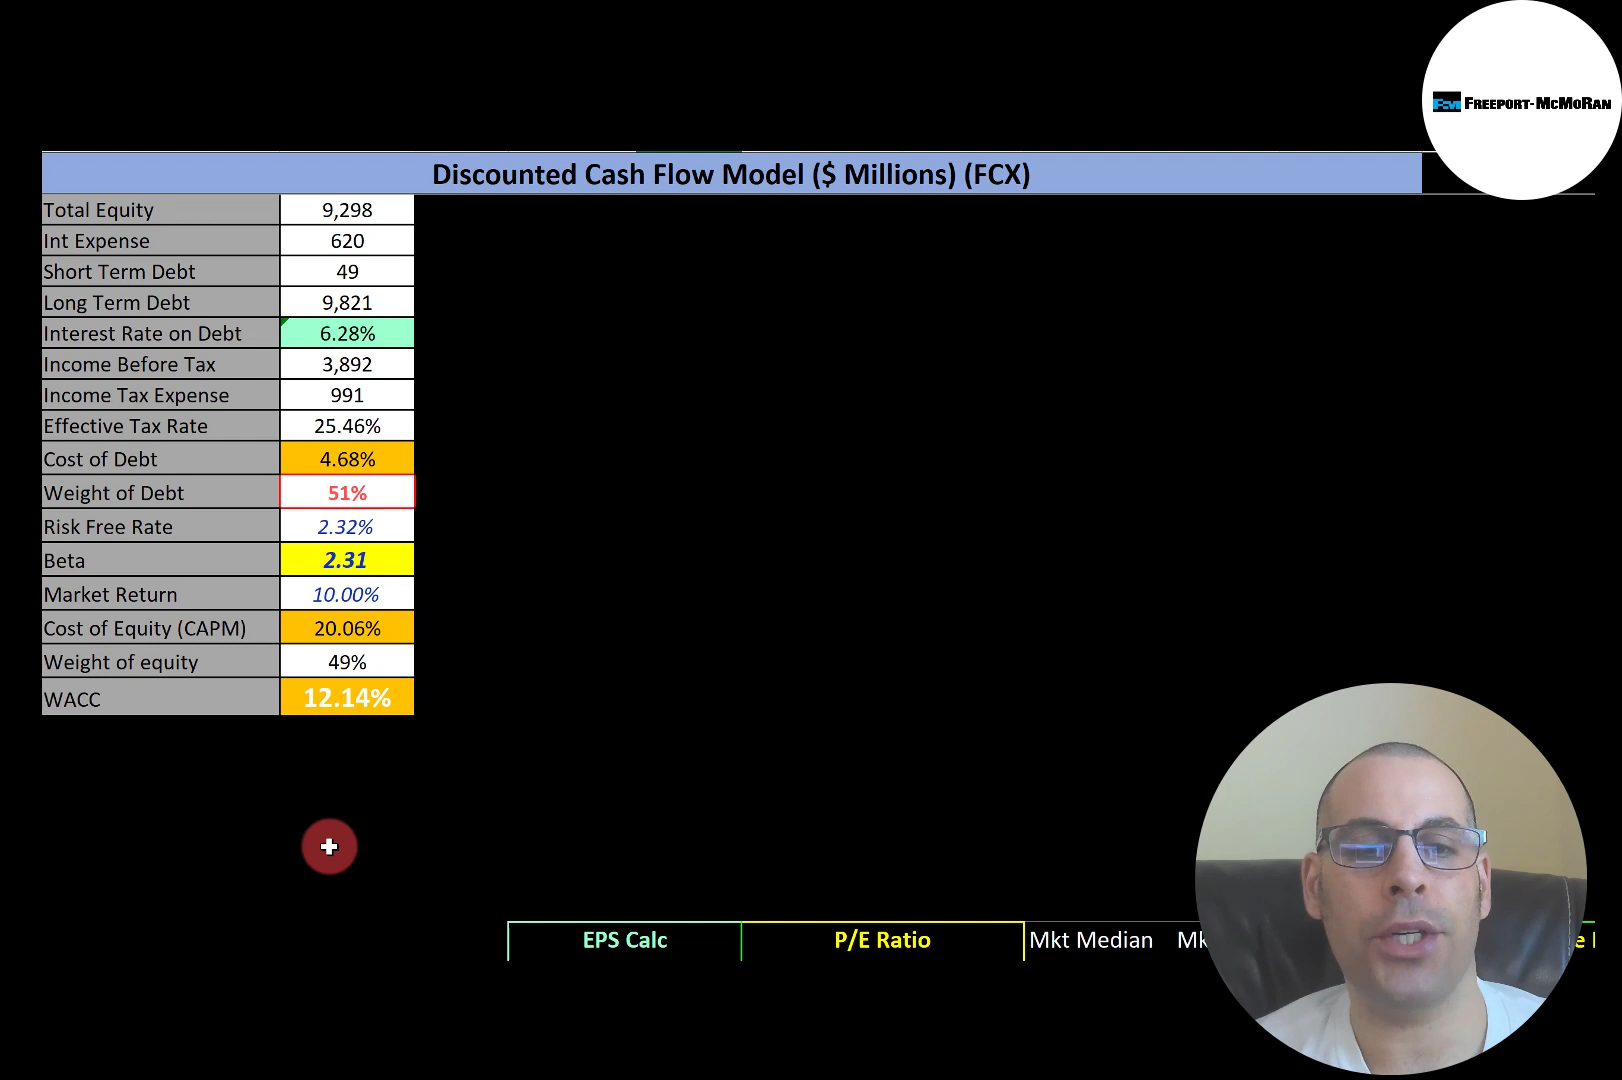 FCX FREEPORT-MCMORAN
Discounted Cash Flow Model ($ Millions) (FCX)
Total Equity 9,298
Int Expense 620
Short Term Debt 49
Long Term Debt 9,821
Interest Rate on Debt 6.28%
Income Before Tax 3,892
Income Tax Expense 991
Effective Tax Rate 25.46%
Cost of Debt 4.68%
Weight of Debt 51%
Risk Free Rate 2.32%
Beta 2.31
Market Return 10.00%
Cost of Equity (CAPM) 20.06%
Weight of equity 49%
WACC 12.14%
EPS Calc P/E Ratio Mkt Median